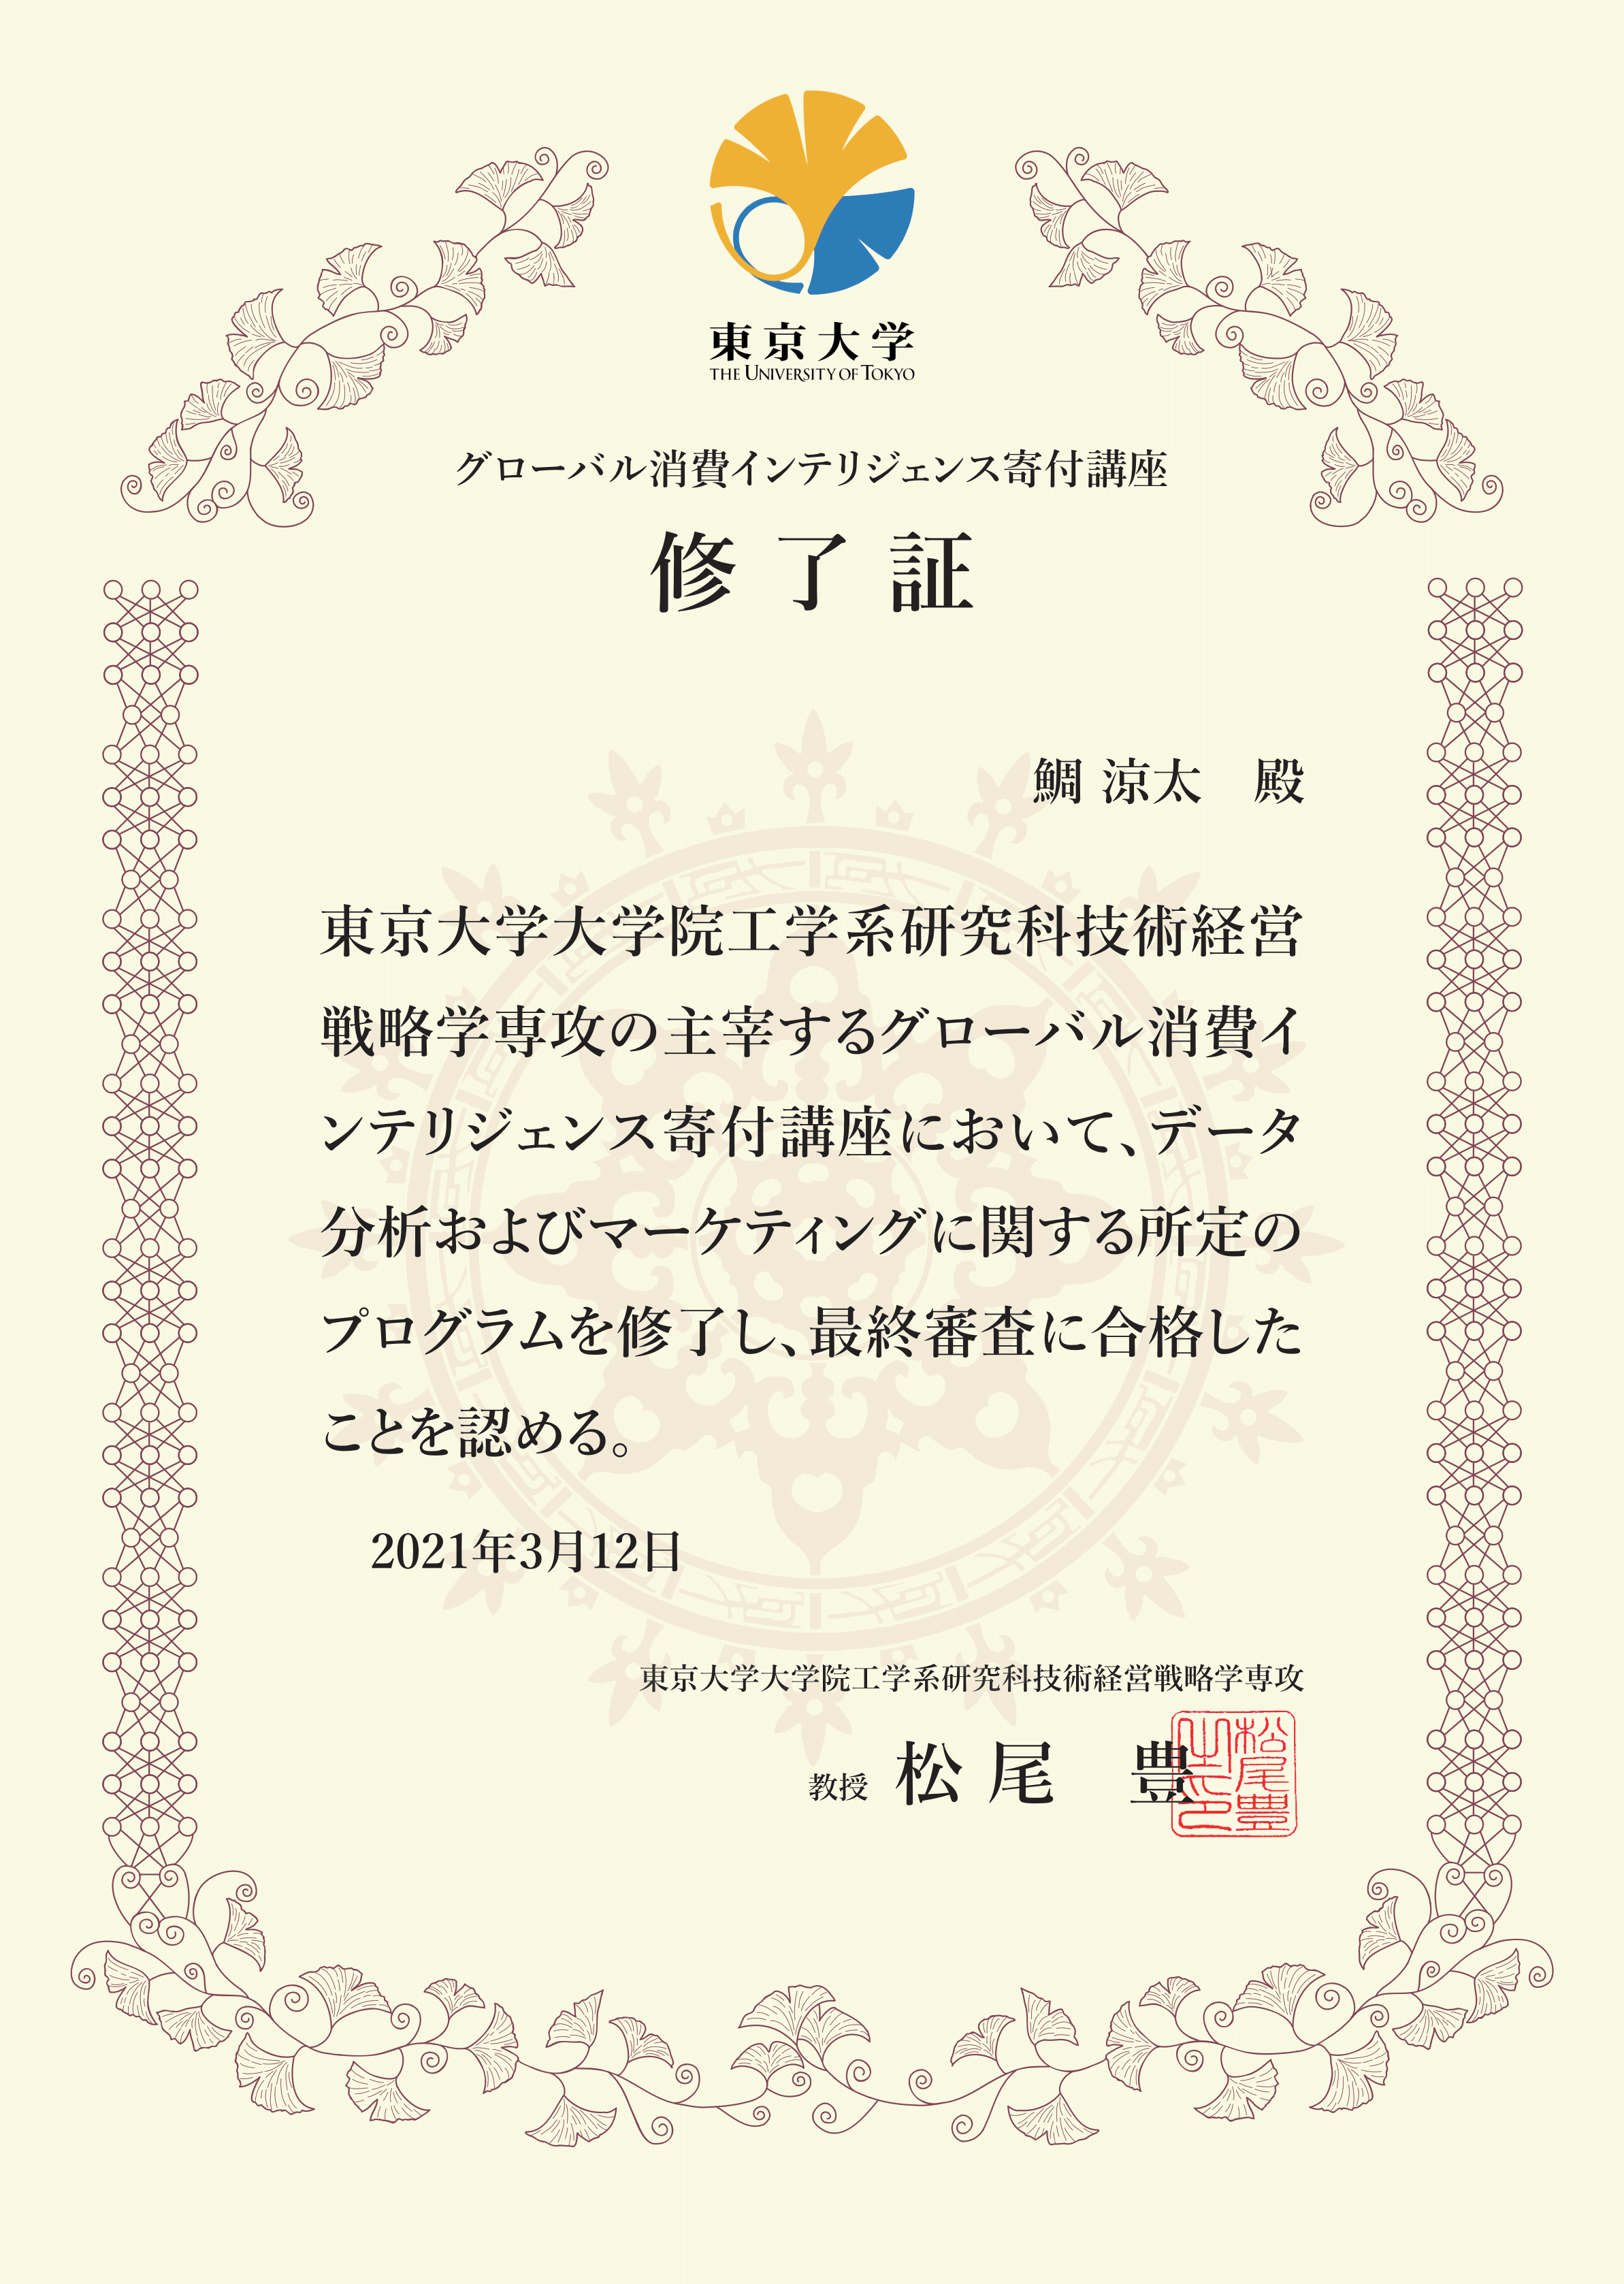 東京大学
THE UNIVERSITY OF TOKYO
グローバル消費インテリジェンス寄付講座
修了証
鯛 涼太　殿
東京大学大学院工学系研究科技術経営
戦略学専攻の主宰するグローバル消費イ
ンテリジェンス寄付講座において、データ
分析およびマーケティングに関する所定の
プログラムを修了し、最終審査に合格した
ことを認める。
2021年3月12日
東京大学大学院工学系研究科技術経営戦略学専攻
教授 松尾　豊
松尾豊
之印